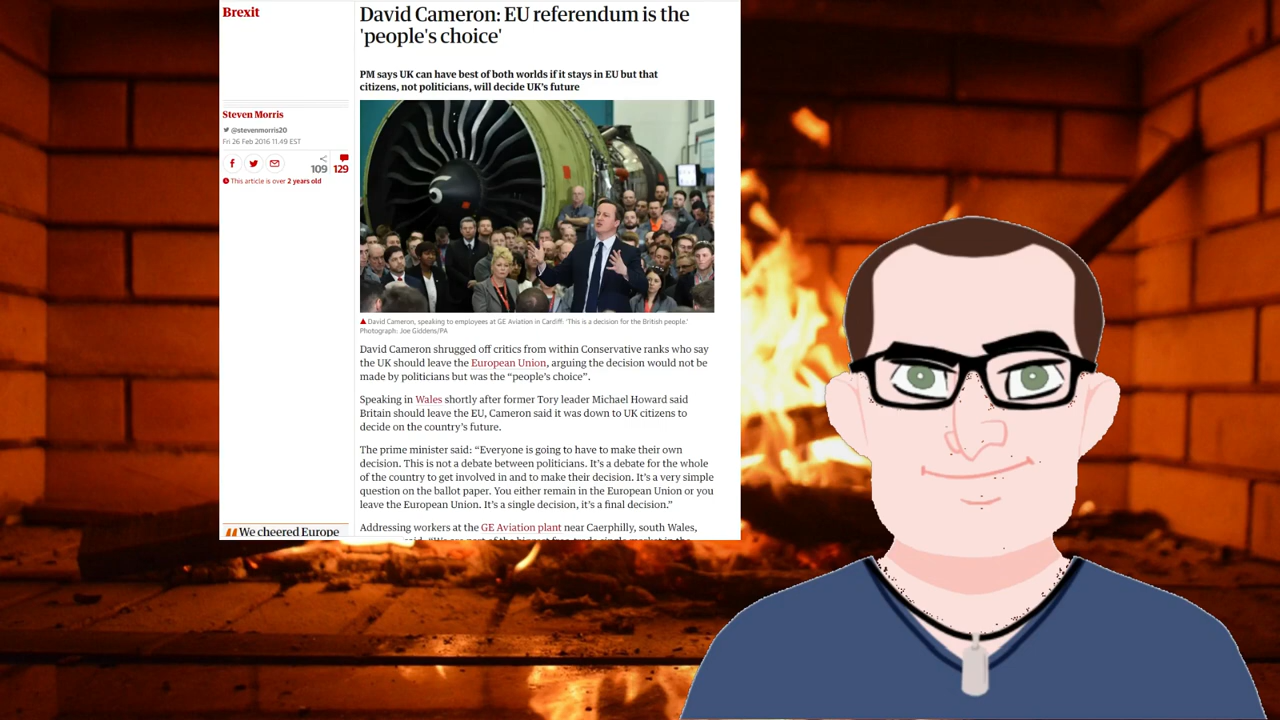 Brexit
David Cameron: EU referendum is the
'people's choice'
PM says UK can have best of both worlds if it stays in EU but that
citizens, not politicians, will decide UK's future
Steven Morris
@stevenmorris20
Fri 26 Feb 2016 11.49 EST
109
129
This article is over 2 years old
David Cameron, speaking to employees at GE Aviation in Cardiff: 'This is a decision for the British people.'
Photograph: Joe Giddens/PA
David Cameron shrugged off critics from within Conservative ranks who say
the UK should leave the European Union, arguing the decision would not be
made by politicians but was the “people's choice”.
Speaking in Wales shortly after former Tory leader Michael Howard said
Britain should leave the EU, Cameron said it was down to UK citizens to
decide on the country's future.
The prime minister said: “Everyone is going to have to make their own
decision. This is not a debate between politicians. It's a debate for the whole
of the country to get involved in and to make their decision. It's a very simple
question on the ballot paper. You either remain in the European Union or you
leave the European Union. It's a single decision, it's a final decision.”
Addressing workers at the GE Aviation plant near Caerphilly, south Wales,
We cheered Europe